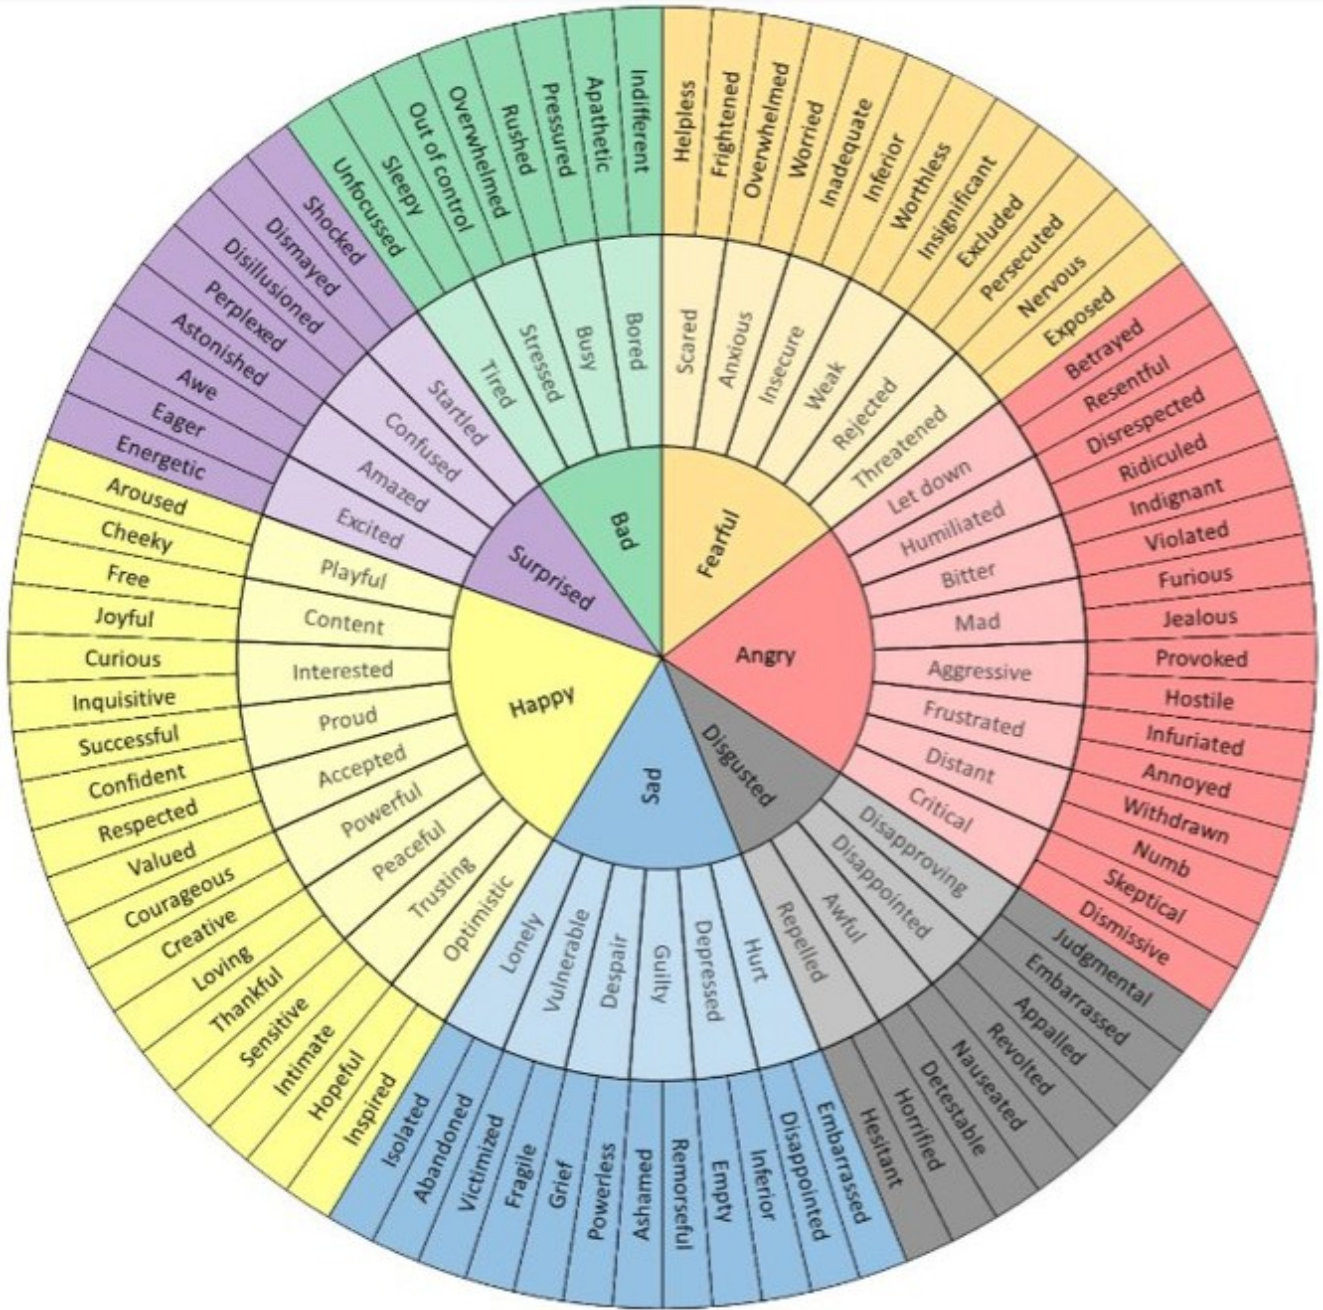 Fearful
Angry
Disgusted
Sad
Happy
Surprised
Bad
Scared
Anxious
Insecure
Weak
Rejected
Threatened
Let down
Humiliated
Bitter
Mad
Aggressive
Frustrated
Distant
Critical
Disapproving
Disappointed
Awful
Repelled
Hurt
Depressed
Guilty
Despair
Vulnerable
Lonely
Optimistic
Trusting
Peaceful
Powerful
Accepted
Proud
Interested
Content
Playful
Excited
Amazed
Confused
Startled
Tired
Stressed
Busy
Bored
Helpless
Frightened
Overwhelmed
Worried
Inadequate
Inferior
Worthless
Insignificant
Excluded
Persecuted
Nervous
Exposed
Betrayed
Resentful
Disrespected
Ridiculed
Indignant
Violated
Furious
Jealous
Provoked
Hostile
Infuriated
Annoyed
Withdrawn
Numb
Skeptical
Dismissive
Judgmental
Embarrassed
Appalled
Revolted
Nauseated
Detestable
Horrified
Hesitant
Embarrassed
Disappointed
Inferior
Empty
Remorseful
Ashamed
Powerless
Grief
Fragile
Victimized
Abandoned
Isolated
Inspired
Hopeful
Intimate
Sensitive
Thankful
Loving
Creative
Courageous
Valued
Respected
Confident
Successful
Inquisitive
Curious
Joyful
Free
Cheeky
Aroused
Energetic
Eager
Awe
Astonished
Perplexed
Disillusioned
Dismayed
Shocked
Unfocussed
Sleepy
Out of control
Overwhelmed
Rushed
Pressured
Apathetic
Indifferent